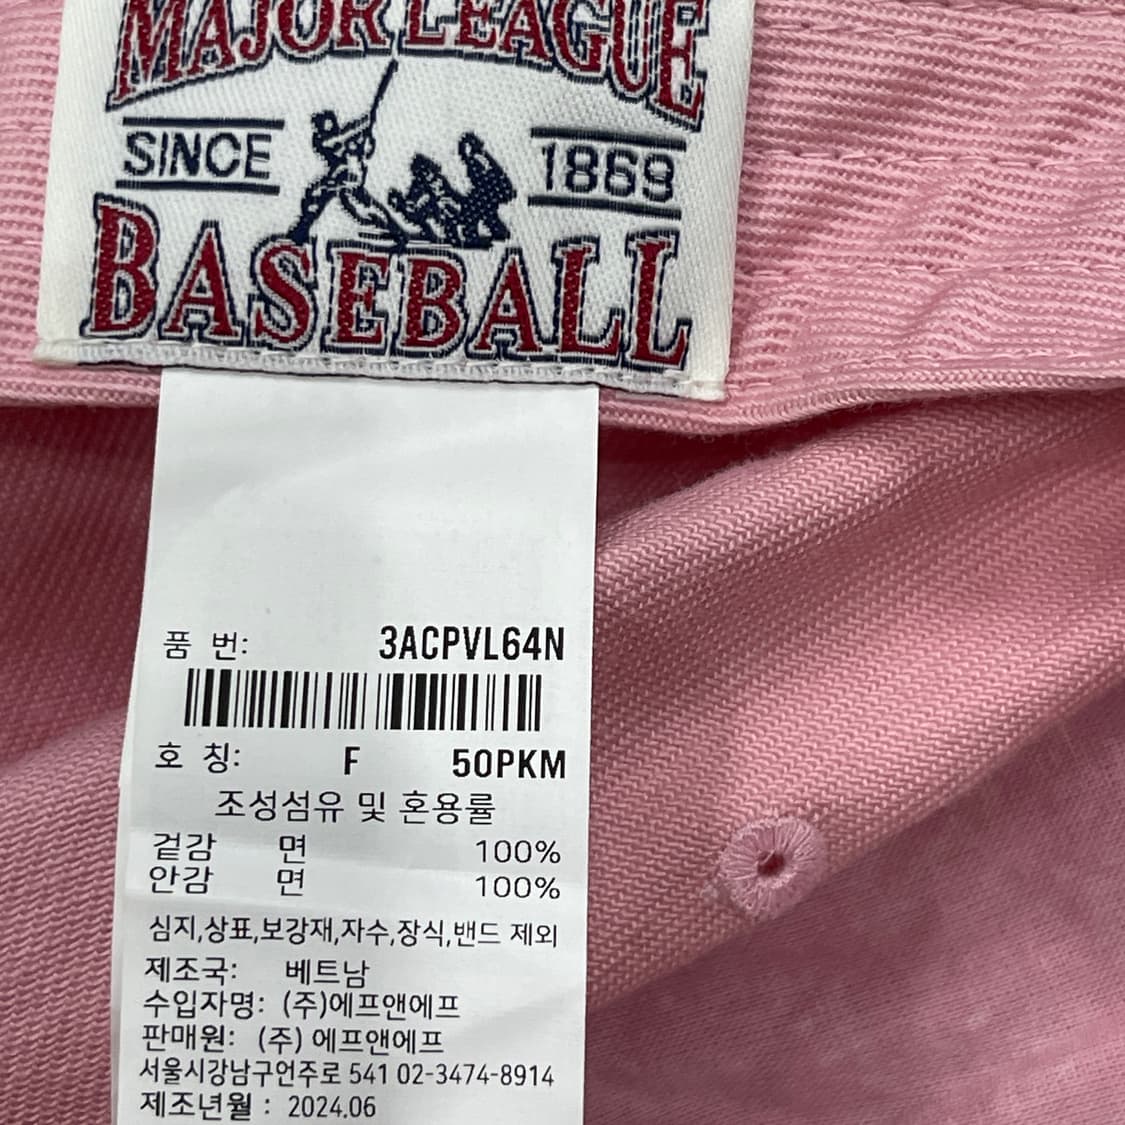 MAJOR LEAGUE
SINCE 1869
BASEBALL
품 번: 3ACPVL64N
호 칭: F 50PKM
조성섬유 및 혼용률
겉감 면 100%
안감 면 100%
심지,상표,보강재,자수,장식,밴드 제외
제조국: 베트남
수입자명: (주)에프앤에프
판매원: (주) 에프앤에프
서울시강남구언주로 541 02-3474-8914
제조년월 : 2024.06